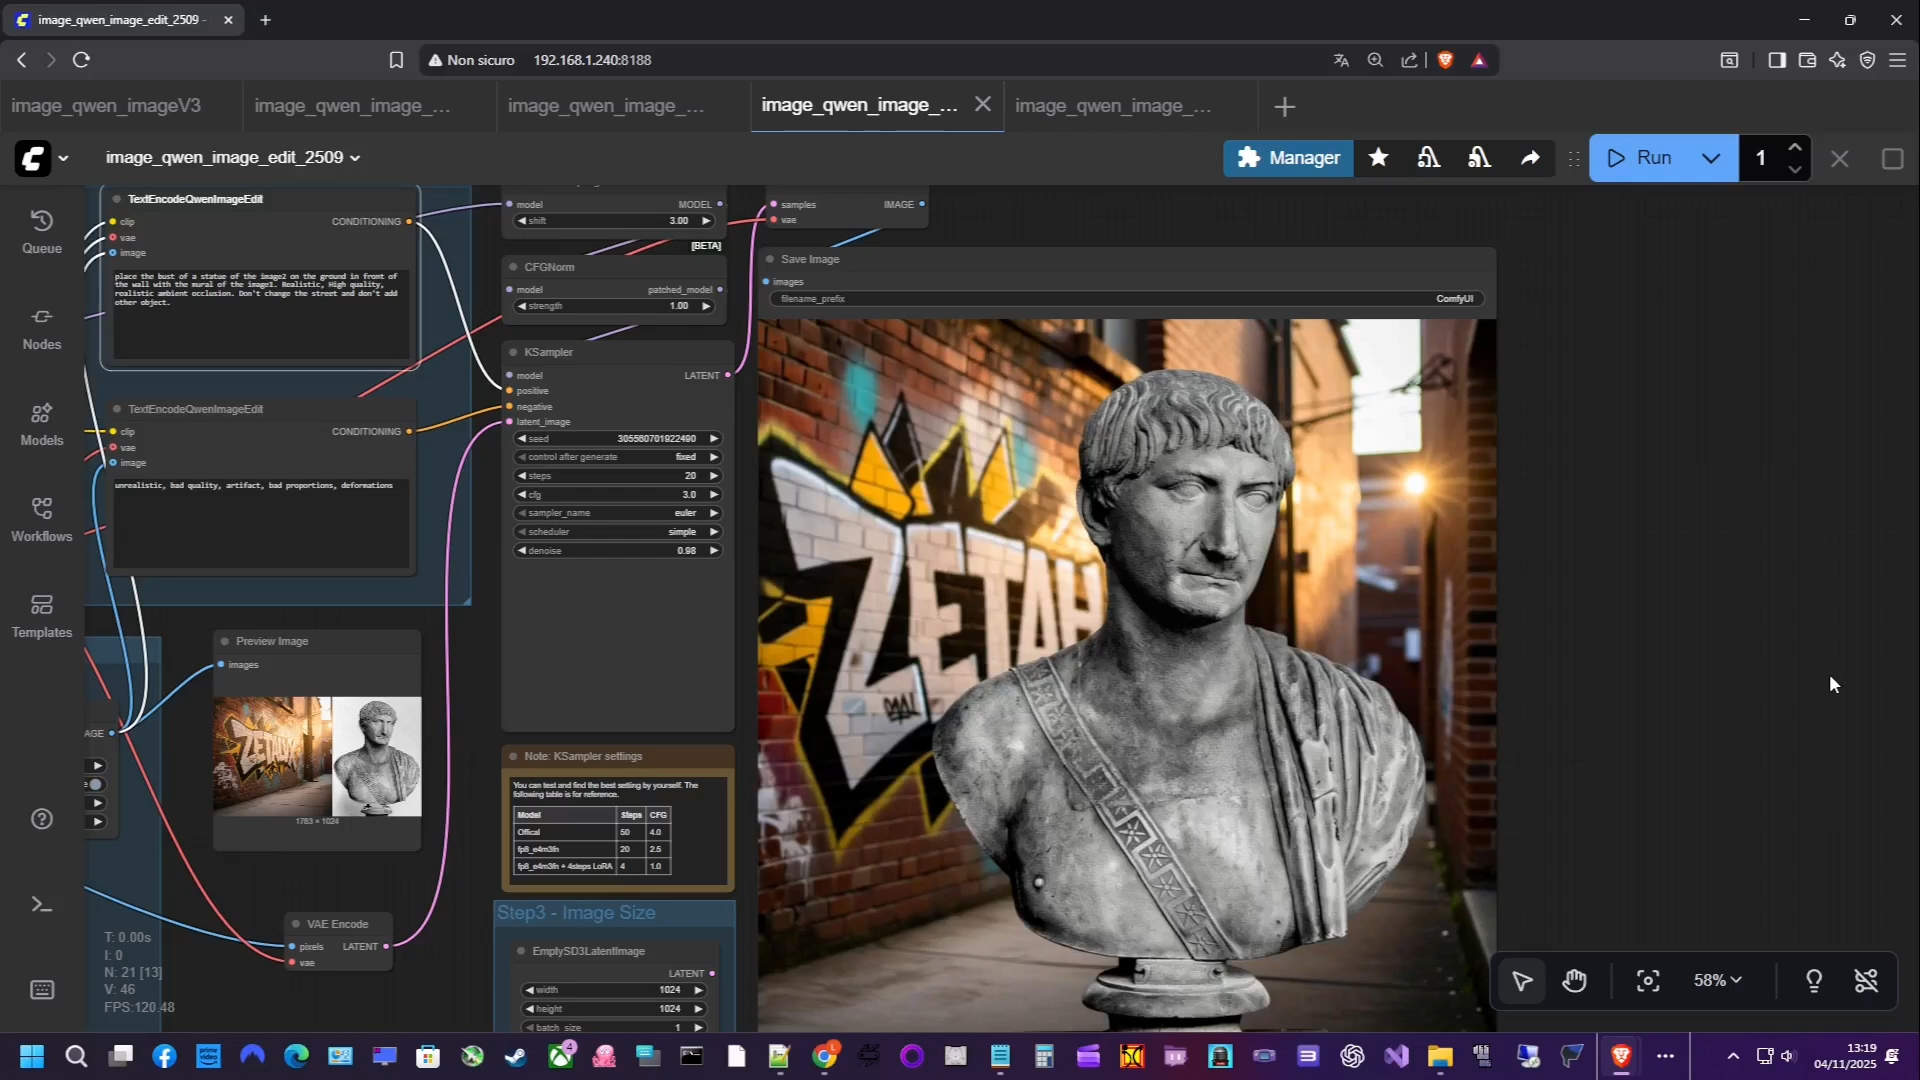 image_qwen_image_edit_2509 -
Non sicuro
192.168.1.240:8188
image_qwen_imageV3
image_qwen_image_...
image_qwen_image_...
image_qwen_image_...
image_qwen_image_...
image_qwen_image_edit_2509
Manager
Run
1
Queue
Nodes
Models
Workflows
Templates
TextEncodeQwenImageEdit
clip
CONDITIONING
vae
image
place the bust of a statue of the image2 on the ground in front of
the wall with the mural of the image1. Realistic, High quality,
realistic ambient occlusion. Don't change the street and don't add
other object.
TextEncodeQwenImageEdit
clip
CONDITIONING
vae
image
unrealistic, bad quality, artifact, bad proportions, deformations
Preview Image
images
1783 × 1024
AGE
VAE Encode
pixels
LATENT
vae
T: 0.00s
I: 0
N: 21 [13]
V: 46
FPS:120.48
model
MODEL
shift
3.00
[BETA]
CFGNorm
model
patched_model
strength
1.00
KSampler
model
LATENT
positive
negative
latent_image
seed
305580701922490
control after generate
fixed
steps
20
cfg
3.0
sampler_name
euler
scheduler
simple
denoise
0.98
Note: KSampler settings
You can test and find the best setting by yourself. The
following table is for reference.
Model Steps CFG
Offical 50 4.0
fp8_e4m3fn 20 2.5
fp8_e4m3fn + 4steps LoRA 4 1.0
Step3 - Image Size
EmptySD3LatentImage
LATENT
width
1024
height
1024
batch_size
1
samples
IMAGE
vae
Save Image
images
filename_prefix
ComfyUI
ZETAH
58%
4
13:19
04/11/2025